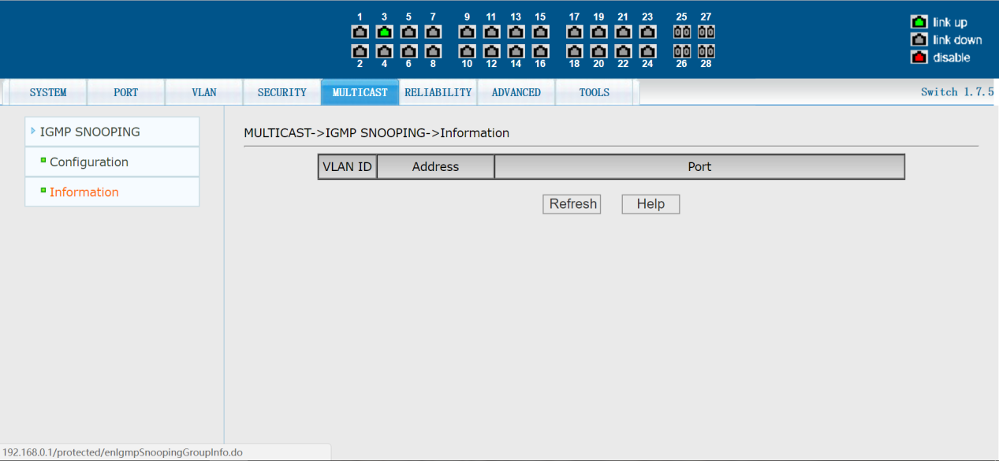 1 3 5 7 9 11 13 15 17 19 21 23 25 27
2 4 6 8 10 12 14 16 18 20 22 24 26 28
link up
link down
disable
SYSTEM PORT VLAN SECURITY MULTICAST RELIABILITY ADVANCED TOOLS Switch 1.7.5
IGMP SNOOPING
Configuration
Information
MULTICAST->IGMP SNOOPING->Information
VLAN ID Address Port
Refresh Help
192.168.0.1/protected/enIgmpSnoopingGroupInfo.do